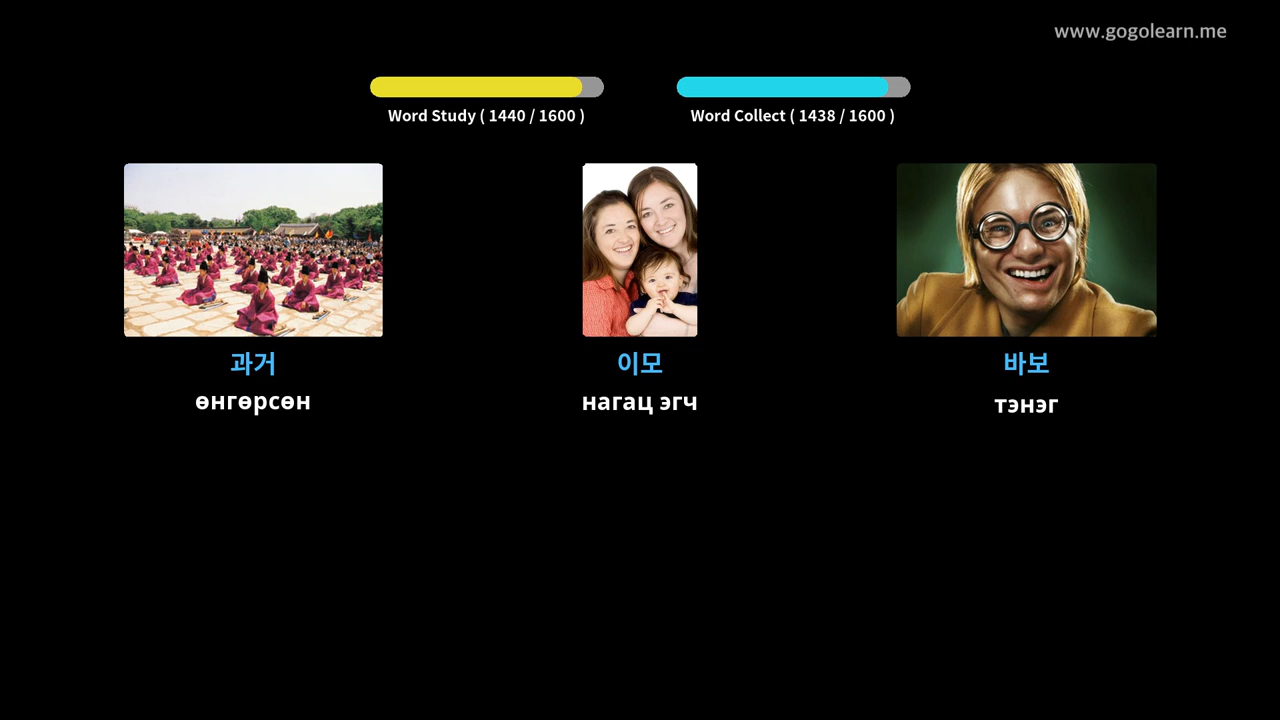 www.gogolearn.me
Word Study ( 1440 / 1600 )
Word Collect ( 1438 / 1600 )
과거
이모
바보
өнгөрсөн
нагац эгч
тэнэг